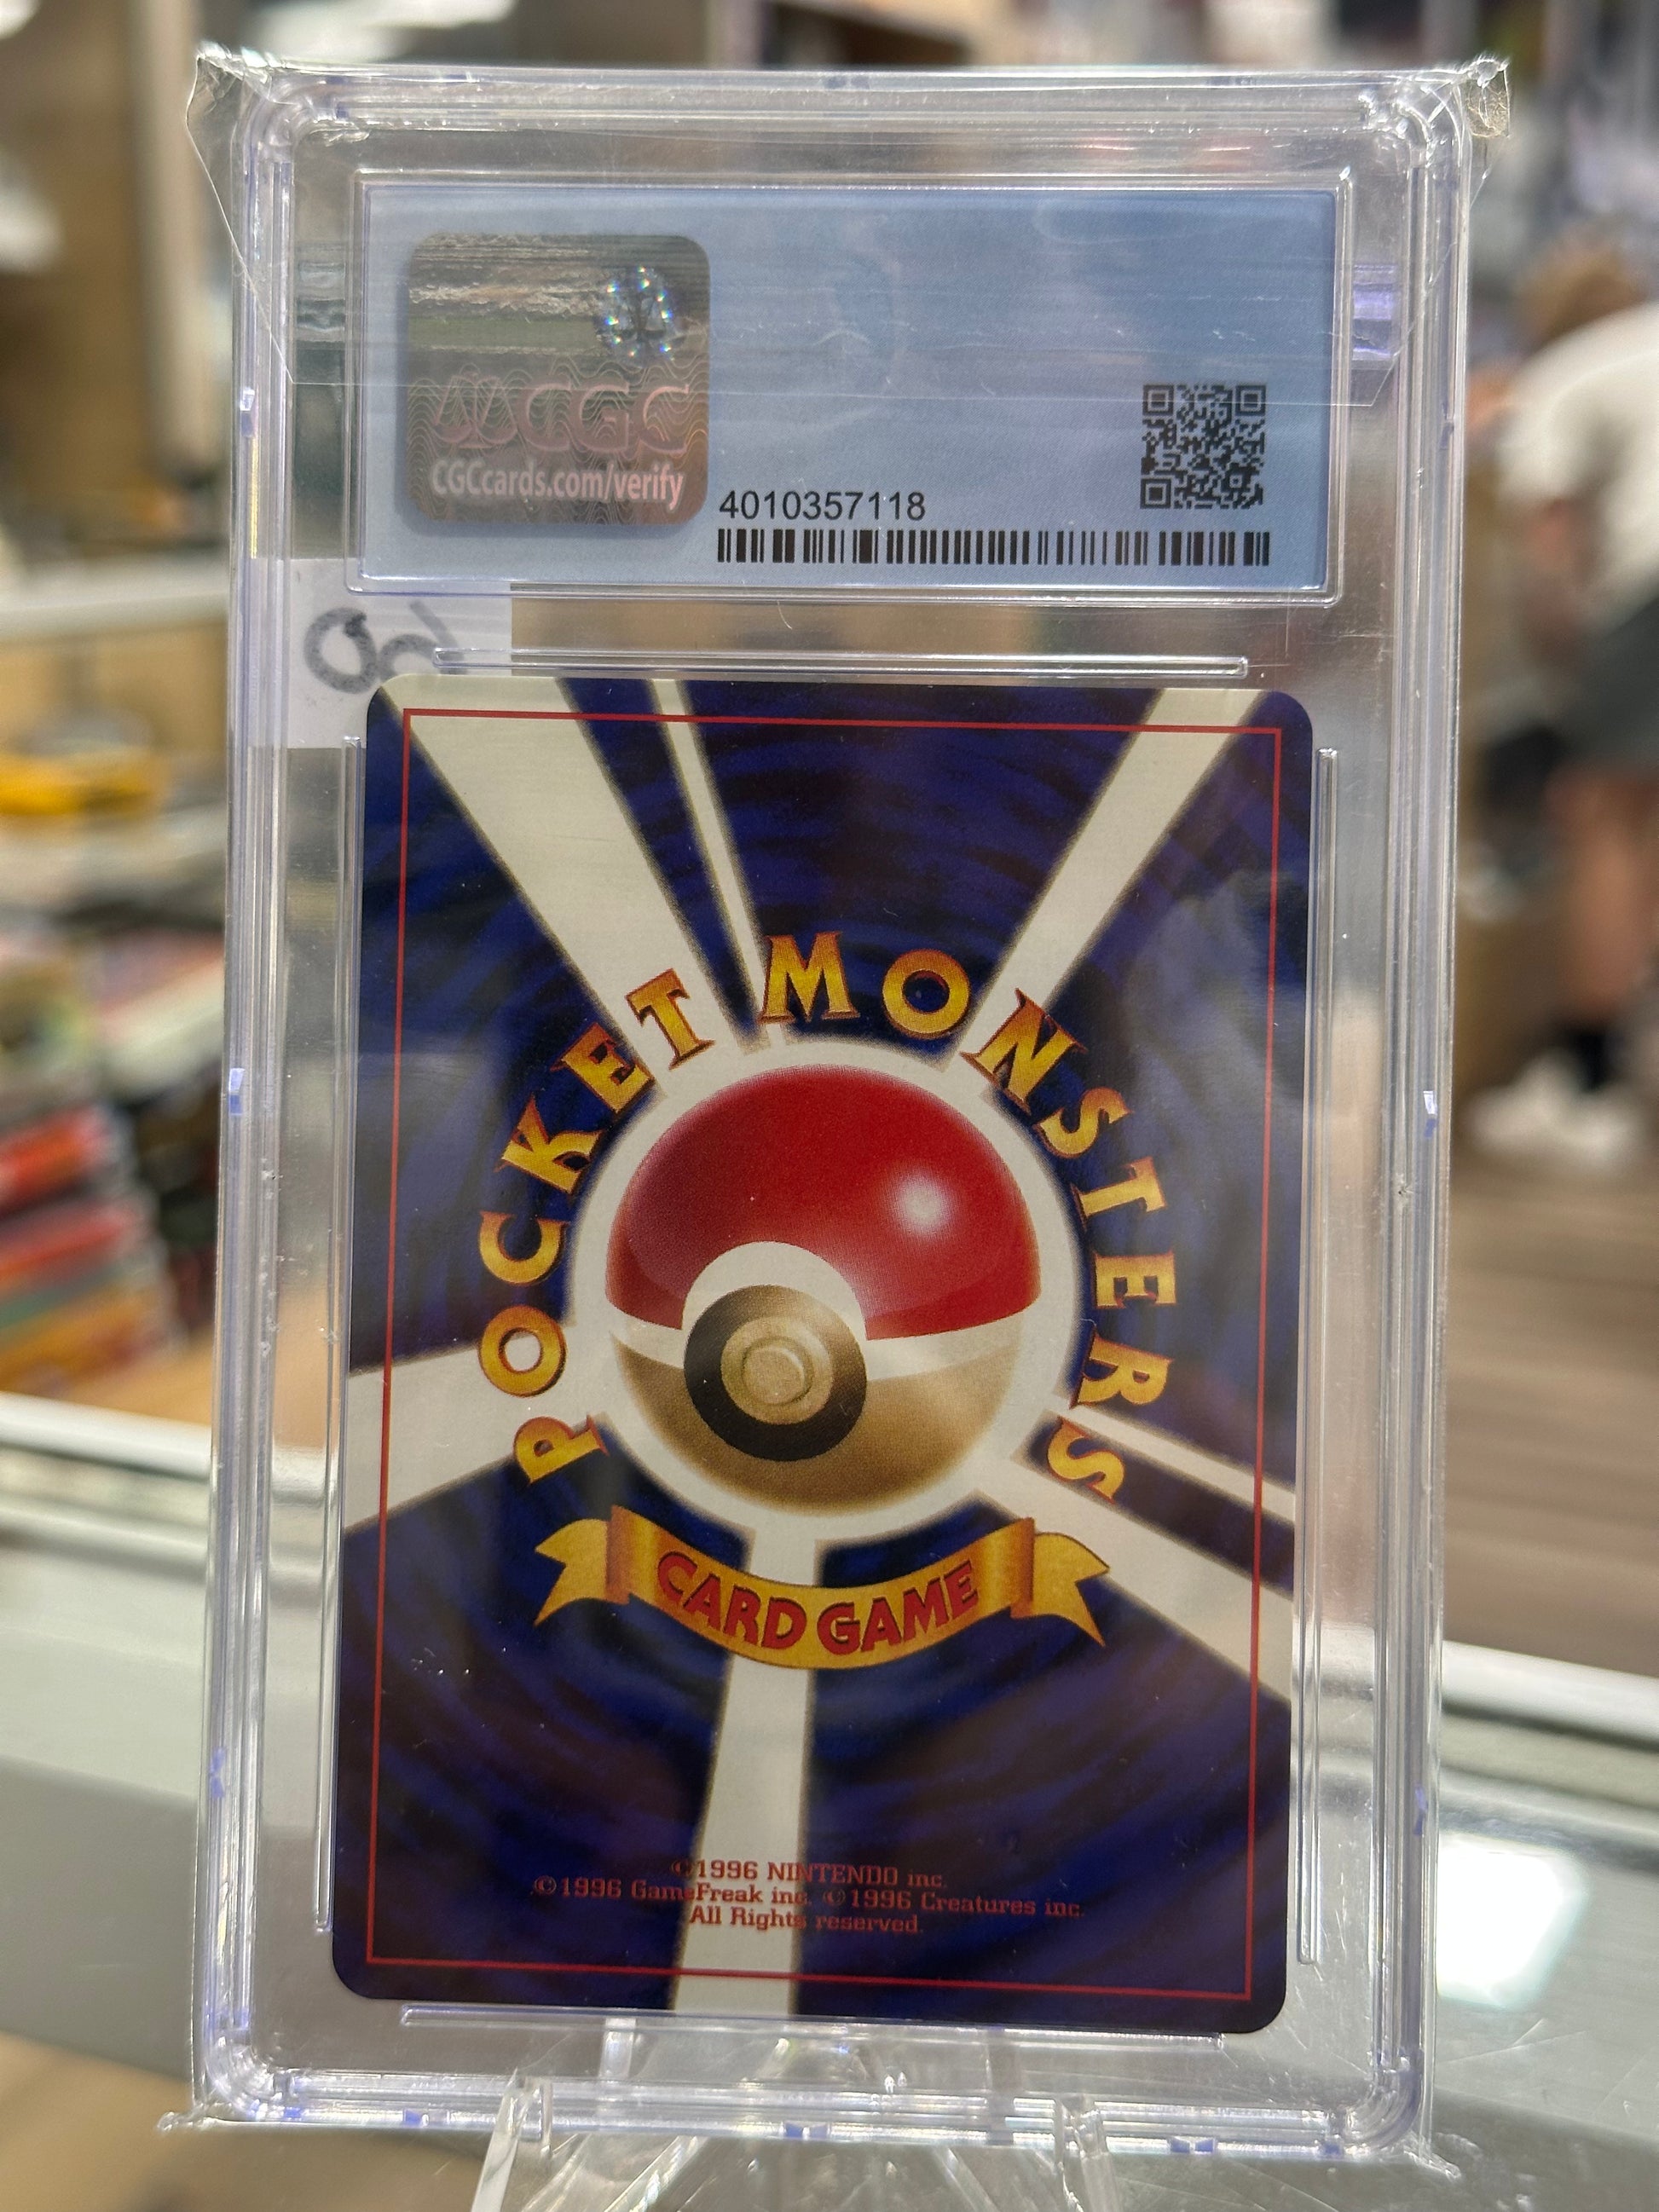 CGC
CGCcards.com/verify
4010357118
POCKET MONSTERS
CARD GAME
©1996 NINTENDO inc.
©1996 GameFreak inc. ©1996 Creatures inc.
All Rights reserved.